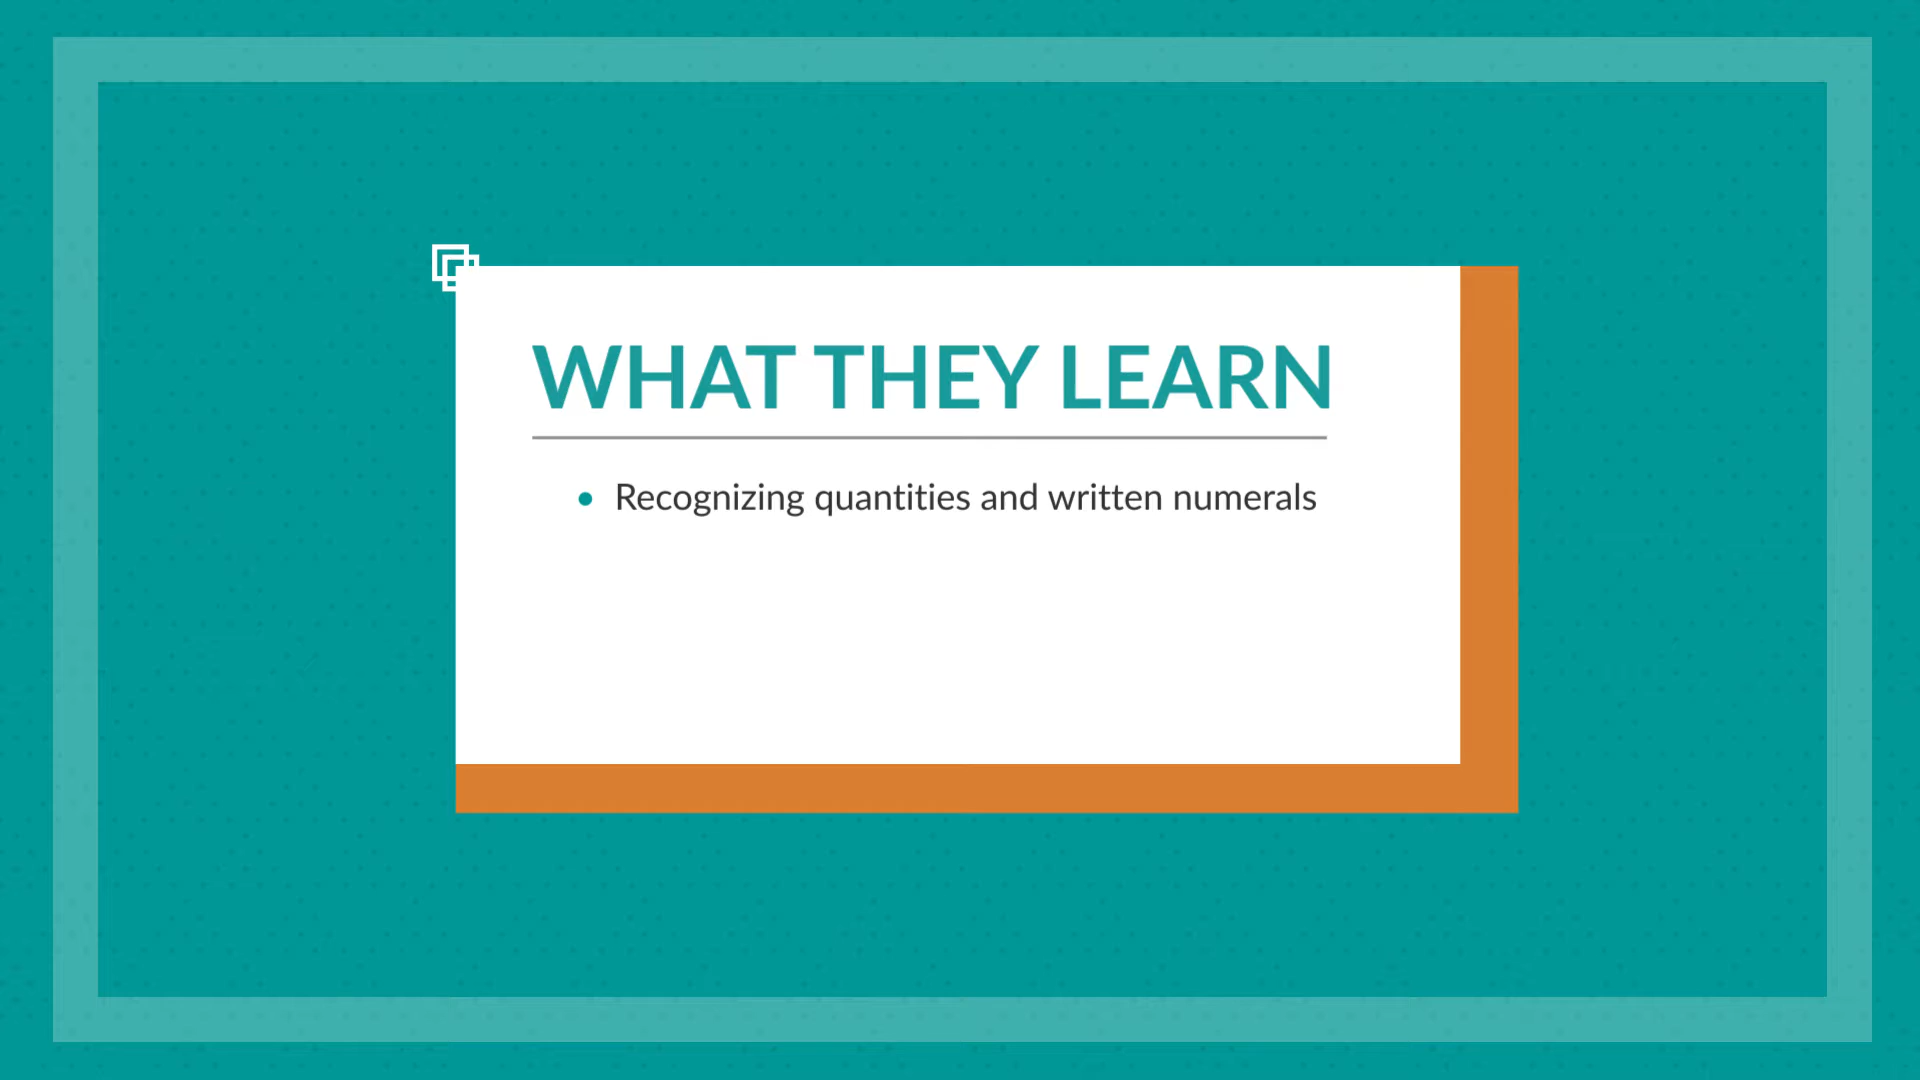 WHAT THEY LEARN
• Recognizing quantities and written numerals